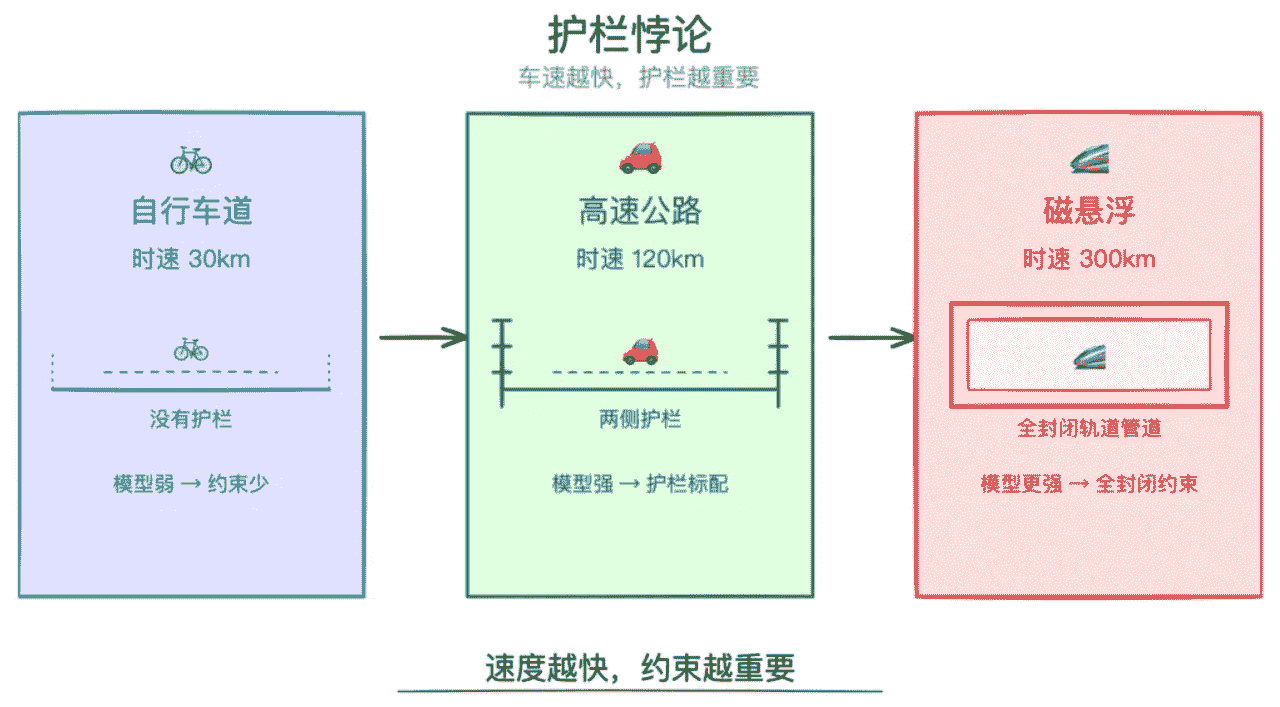 护栏悖论
车速越快，护栏越重要
自行车道
时速 30km
没有护栏
模型弱 → 约束少
高速公路
时速 120km
两侧护栏
模型强 → 护栏标配
磁悬浮
时速 300km
全封闭轨道管道
模型更强 → 全封闭约束
速度越快，约束越重要